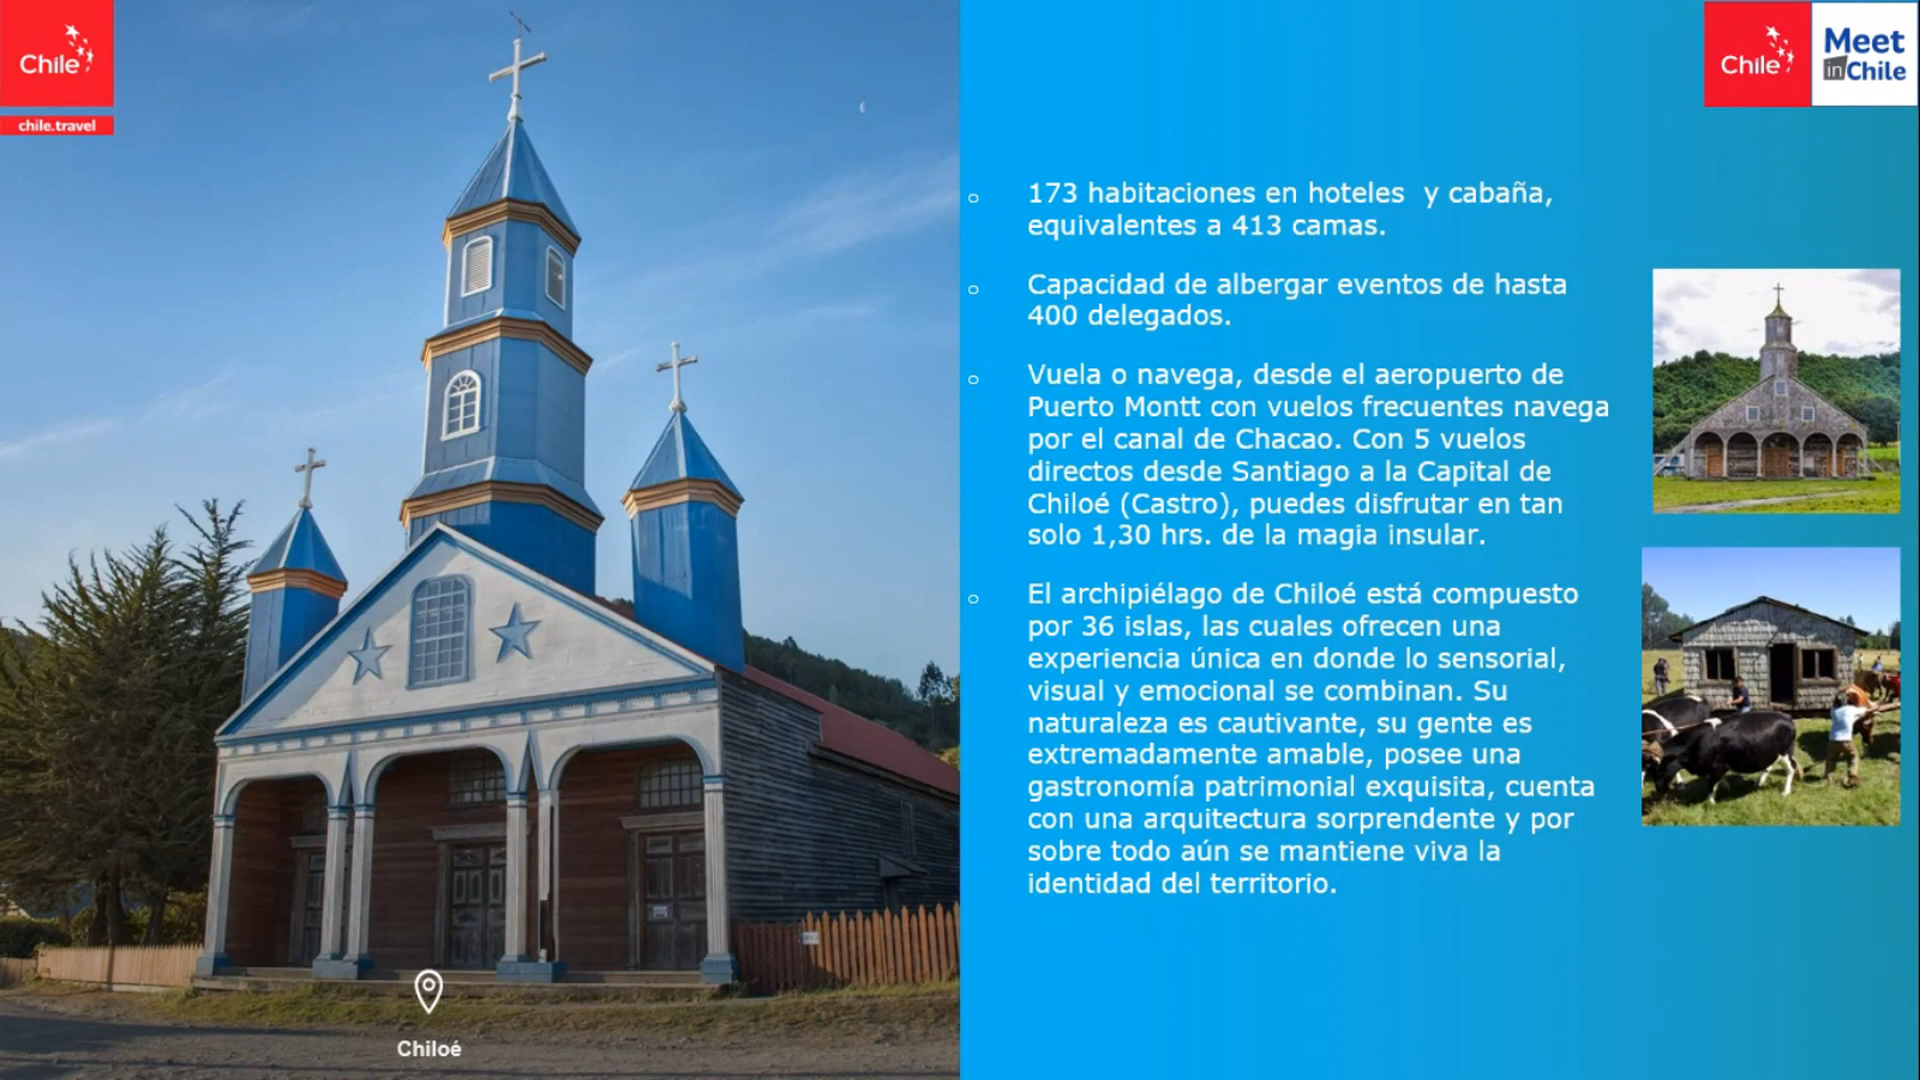 Chile
chile.travel
Chile
Meet
in Chile
173 habitaciones en hoteles y cabaña,
equivalentes a 413 camas.
Capacidad de albergar eventos de hasta
400 delegados.
Vuela o navega, desde el aeropuerto de
Puerto Montt con vuelos frecuentes navega
por el canal de Chacao. Con 5 vuelos
directos desde Santiago a la Capital de
Chiloé (Castro), puedes disfrutar en tan
solo 1,30 hrs. de la magia insular.
El archipiélago de Chiloé está compuesto
por 36 islas, las cuales ofrecen una
experiencia única en donde lo sensorial,
visual y emocional se combinan. Su
naturaleza es cautivante, su gente es
extremadamente amable, posee una
gastronomía patrimonial exquisita, cuenta
con una arquitectura sorprendente y por
sobre todo aún se mantiene viva la
identidad del territorio.
Chiloé